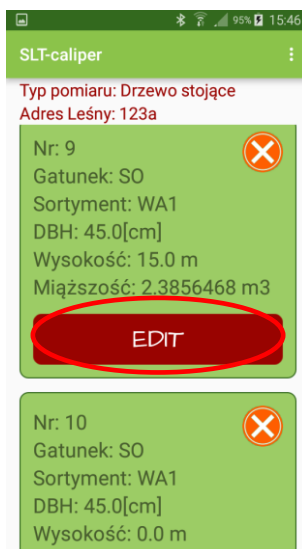 95% 15:46
SLT-caliper
Typ pomiaru: Drzewo stojące
Adres Leśny: 123a
Nr: 9
Gatunek: SO
Sortyment: WA1
DBH: 45.0[cm]
Wysokość: 15.0 m
Miąższość: 2.3856468 m3
EDIT
Nr: 10
Gatunek: SO
Sortyment: WA1
DBH: 45.0[cm]
Wysokość: 0.0 m